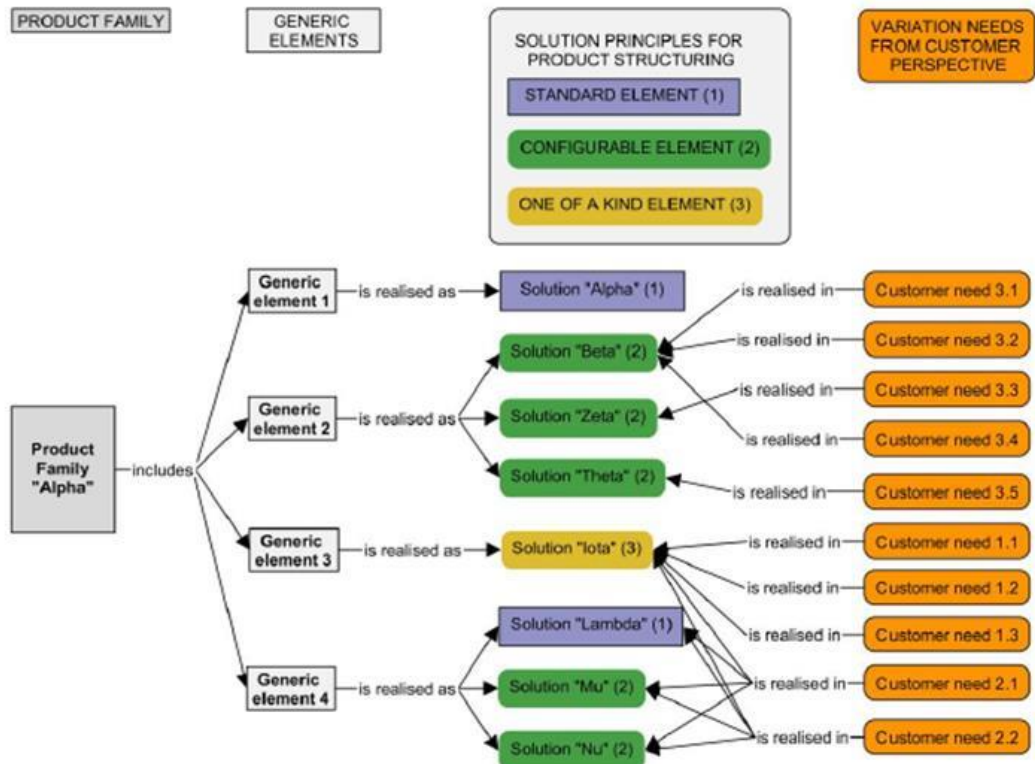 PRODUCT FAMILY
GENERIC
ELEMENTS
SOLUTION PRINCIPLES FOR
PRODUCT STRUCTURING
STANDARD ELEMENT (1)
CONFIGURABLE ELEMENT (2)
ONE OF A KIND ELEMENT (3)
VARIATION NEEDS
FROM CUSTOMER
PERSPECTIVE
Product
Family
"Alpha"
includes
Generic
element 1
is realised as
Solution "Alpha" (1)
Generic
element 2
is realised as
Solution "Beta" (2)
Solution "Zeta" (2)
Solution "Theta" (2)
Generic
element 3
is realised as
Solution "Iota" (3)
Generic
element 4
is realised as
Solution "Lambda" (1)
Solution "Mu" (2)
Solution "Nu" (2)
is realised in
Customer need 3.1
is realised in
Customer need 3.2
is realised in
Customer need 3.3
is realised in
Customer need 3.4
is realised in
Customer need 3.5
is realised in
Customer need 1.1
is realised in
Customer need 1.2
is realised in
Customer need 1.3
is realised in
Customer need 2.1
is realised in
Customer need 2.2